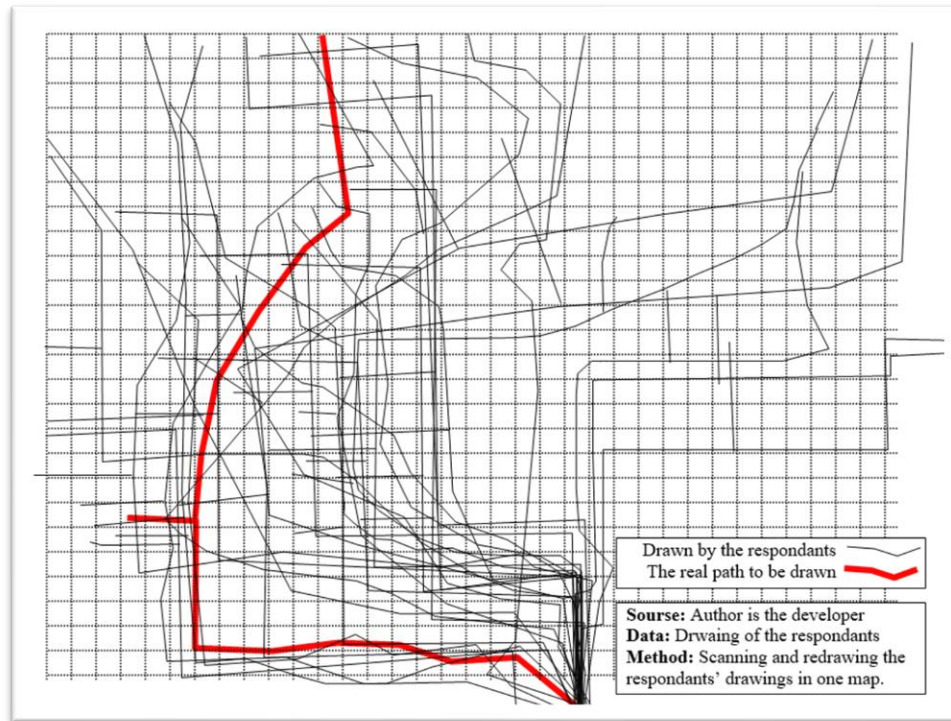 Drawn by the respondants
The real path to be drawn
Sourse: Author is the developer
Data: Drwaing of the respondants
Method: Scanning and redrawing the
respondants' drawings in one map.